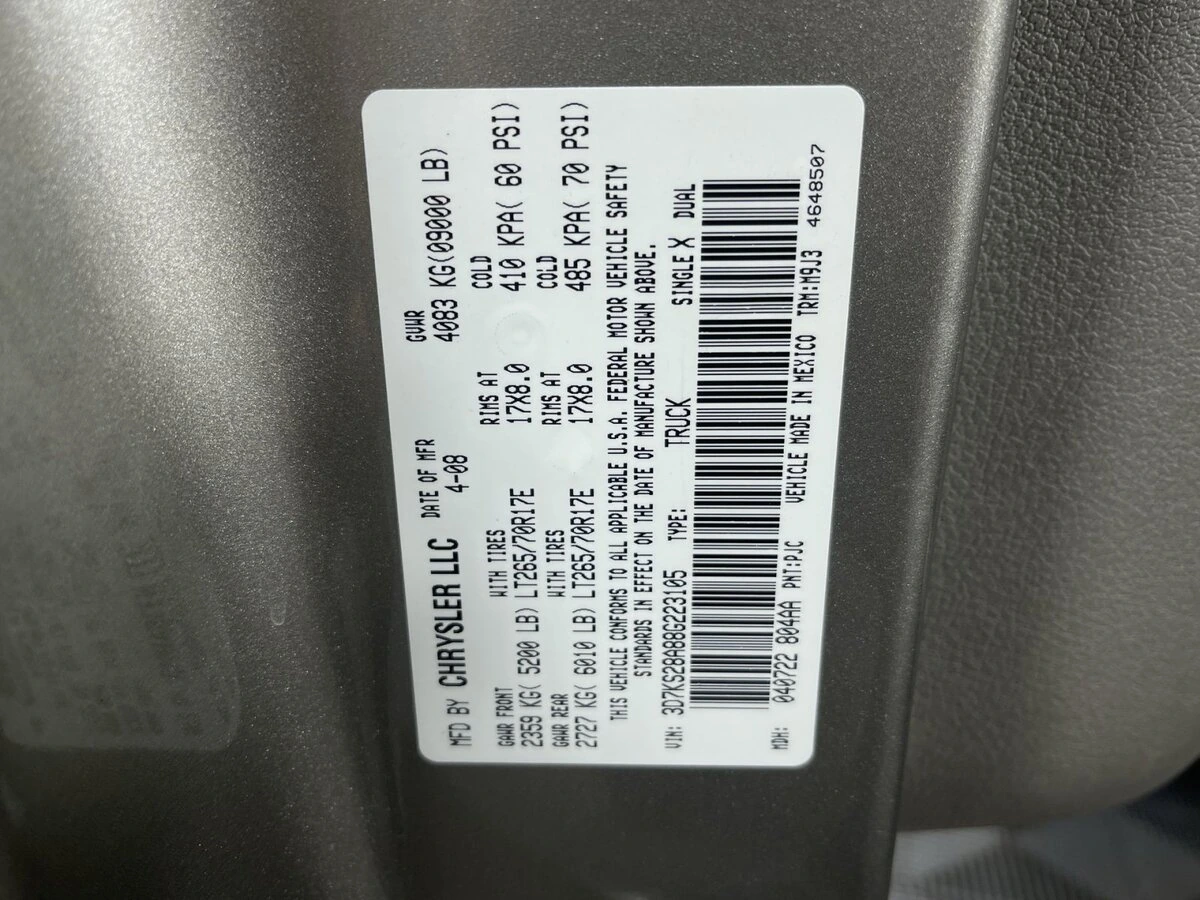 MFD BY CHRYSLER LLC DATE OF MFR GVWR
4-08 4083 KG(09000 LB)
GAWR FRONT WITH TIRES RIMS AT COLD
2359 KG( 5200 LB) LT265/70R17E 17X8.0 410 KPA( 60 PSI)
GAWR REAR WITH TIRES RIMS AT COLD
2727 KG( 6010 LB) LT265/70R17E 17X8.0 485 KPA( 70 PSI)
THIS VEHICLE CONFORMS TO ALL APPLICABLE U.S.A. FEDERAL MOTOR VEHICLE SAFETY
STANDARDS IN EFFECT ON THE DATE OF MANUFACTURE SHOWN ABOVE.
VIN: 3D7KS28A88G223105 TYPE: TRUCK SINGLE X DUAL
MDH: 040722 804AA PNT:PJC VEHICLE MADE IN MEXICO TRM:M9J3 4648507